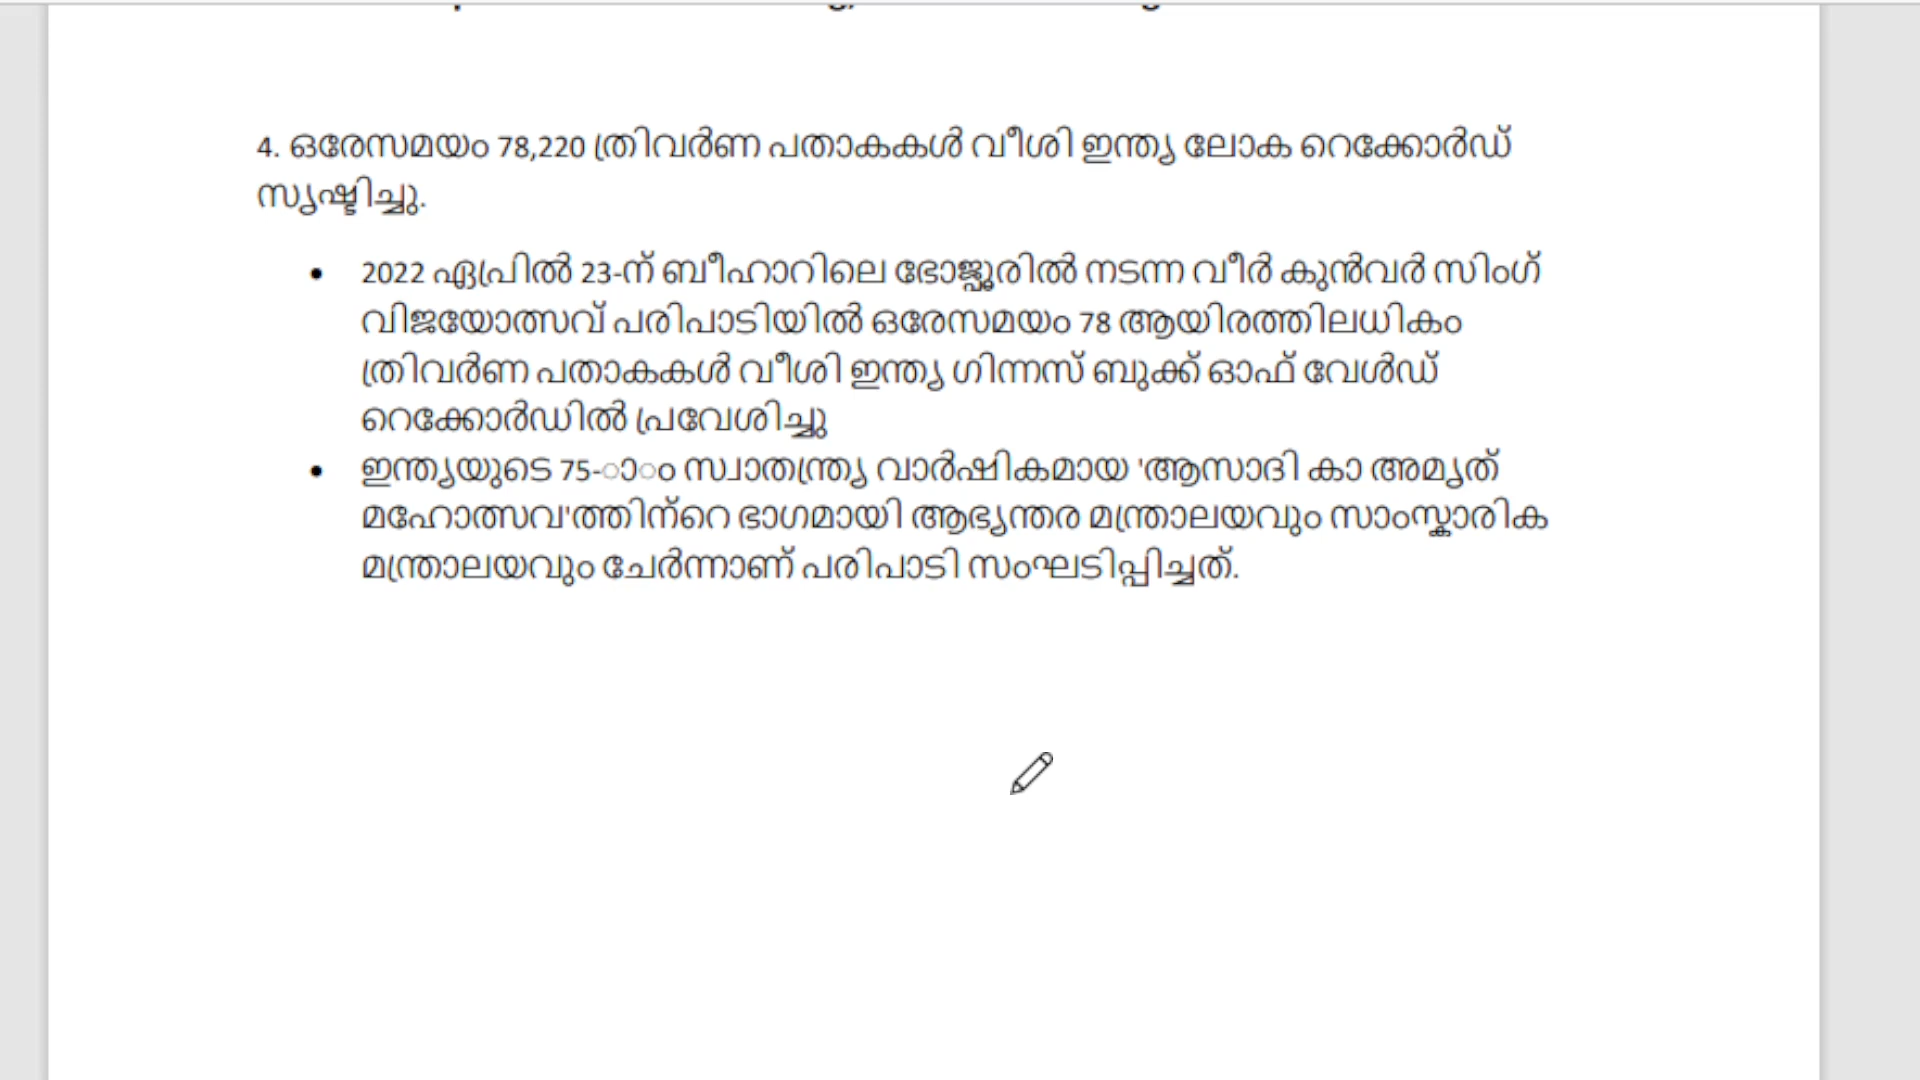 4. ഒരേസമയം 78,220 ത്രിവർണ പതാകകൾ വീശി ഇന്ത്യ ലോക റെക്കോർഡ്
സൃഷ്ടിച്ചു.
• 2022 ഏപ്രിൽ 23-ന് ബീഹാറിലെ ഭോജ്പൂരിൽ നടന്ന വീർ കുൻവർ സിംഗ്
വിജയോത്സവ് പരിപാടിയിൽ ഒരേസമയം 78 ആയിരത്തിലധികം
ത്രിവർണ പതാകകൾ വീശി ഇന്ത്യ ഗിന്നസ് ബുക്ക് ഓഫ് വേൾഡ്
റെക്കോർഡിൽ പ്രവേശിച്ചു
• ഇന്ത്യയുടെ 75-ാം സ്വാതന്ത്ര്യ വാർഷികമായ 'ആസാദി കാ അമൃത്
മഹോത്സവ'ത്തിന്റെ ഭാഗമായി ആഭ്യന്തര മന്ത്രാലയവും സാംസ്കാരിക
മന്ത്രാലയവും ചേർന്നാണ് പരിപാടി സംഘടിപ്പിച്ചത്.